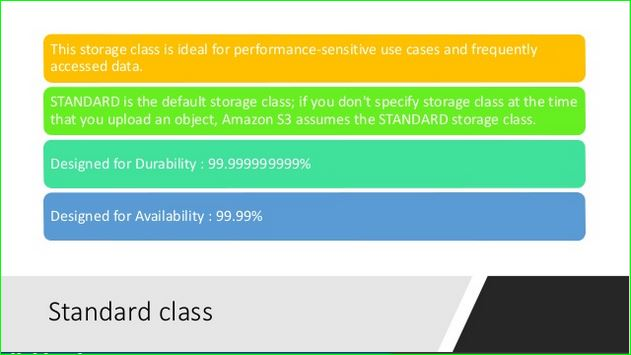 This storage class is ideal for performance-sensitive use cases and frequently
accessed data.
STANDARD is the default storage class; if you don't specify storage class at the time
that you upload an object, Amazon S3 assumes the STANDARD storage class.
Designed for Durability : 99.999999999%
Designed for Availability : 99.99%
Standard class